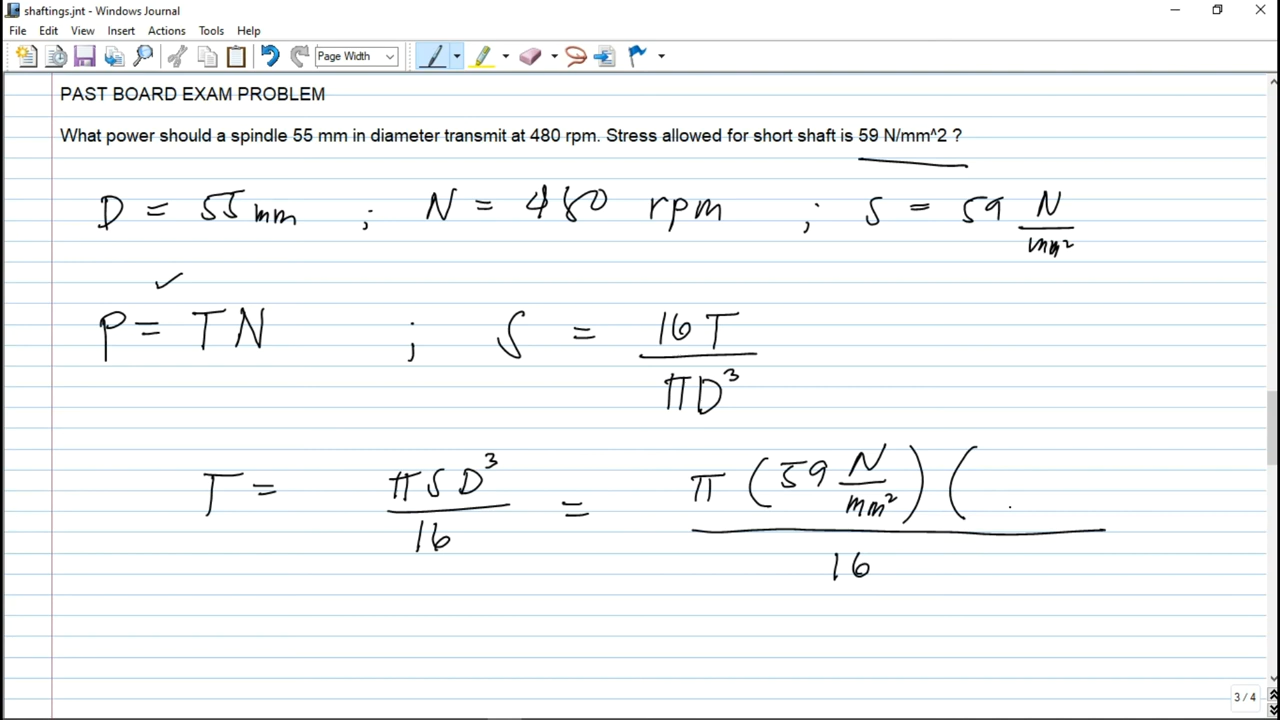 shaftings.jnt - Windows Journal
File Edit View Insert Actions Tools Help
Page Width
PAST BOARD EXAM PROBLEM
What power should a spindle 55 mm in diameter transmit at 480 rpm. Stress allowed for short shaft is 59 N/mm^2 ?
D = 55 mm ; N = 480 rpm ; S = 59 N/mm²
P = TN ; S = 16T/πD³
T = πSD³/16 = π(59 N/mm²)( /16
3 / 4